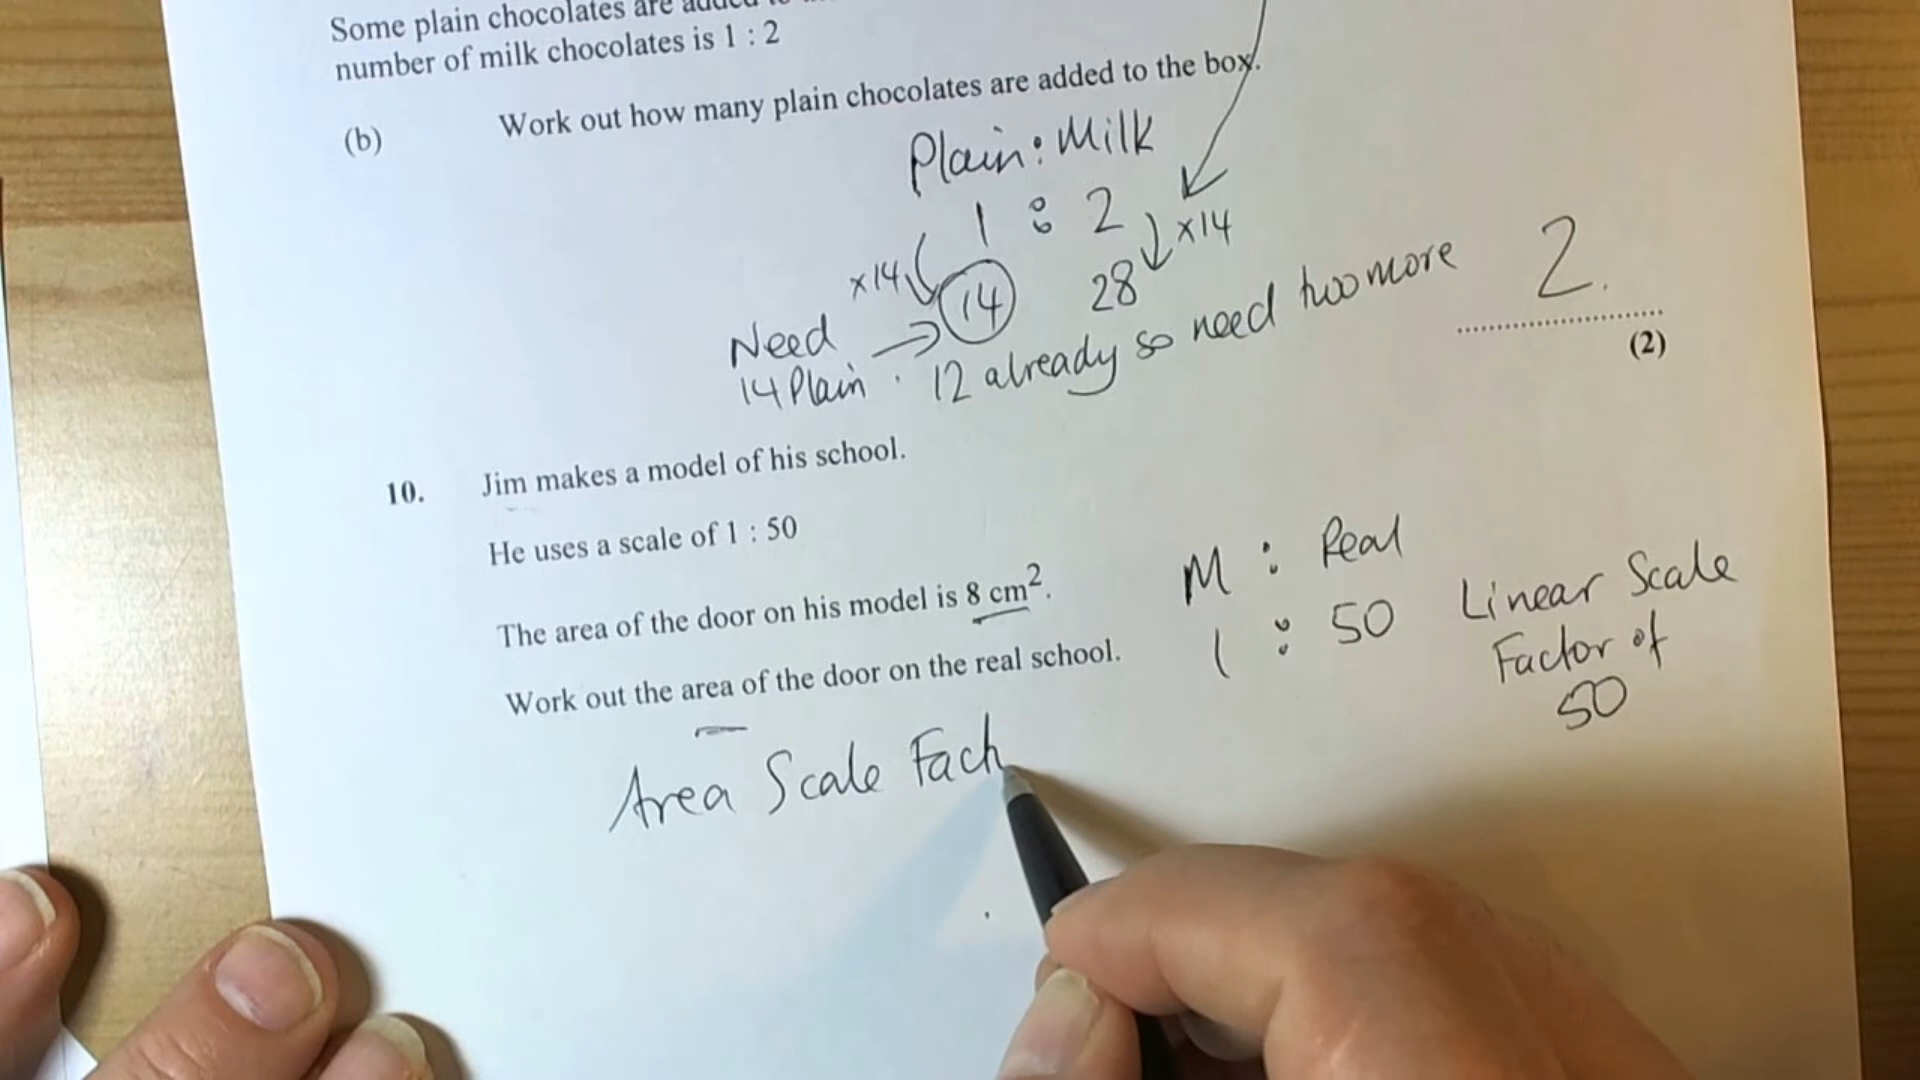 Some plain chocolates are added to
number of milk chocolates is 1 : 2
(b) Work out how many plain chocolates are added to the box.
Plain : Milk
1 : 2
×14 ×14
14 28
Need
14 Plain . 12 already so need two more
2.
(2)
10. Jim makes a model of his school.
He uses a scale of 1 : 50
The area of the door on his model is 8 cm².
Work out the area of the door on the real school.
M : Real
1 : 50
Linear Scale
Factor of
50
Area Scale Fact